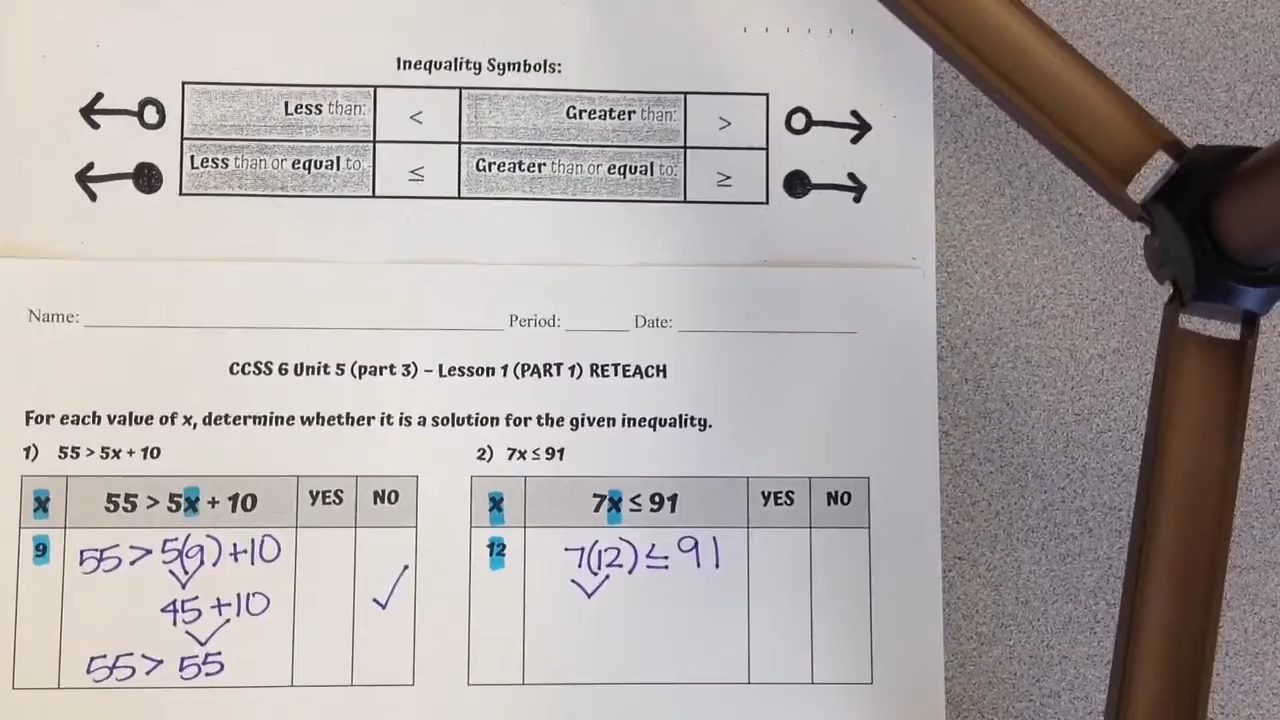 Inequality Symbols:
Less than: < Greater than: >
Less than or equal to: ≤ Greater than or equal to: ≥
Name: Period: Date:
CCSS 6 Unit 5 (part 3) – Lesson 1 (PART 1) RETEACH
For each value of x, determine whether it is a solution for the given inequality.
1) 55 > 5x + 10
x 55 > 5x + 10 YES NO
9 55 > 5(9) + 10
45 + 10 ✓
55 > 55
2) 7x ≤ 91
x 7x ≤ 91 YES NO
12 7(12) ≤ 91